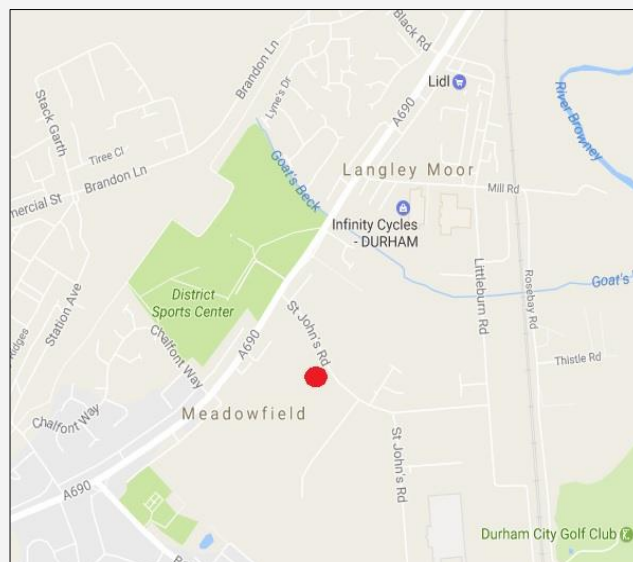 Black Rd
Brandon Ln
Lidl
Lyne's Dr
A690
Stack Garth
River Browney
Tiree Cl
Goat's Beck
Langley Moor
Brandon Ln
mercial St
Mill Rd
Infinity Cycles
- DURHAM
Goat's
Station Ave
District
Sports Center
Littleburn Rd
Rosebay Rd
St John's Rd
Ridges
Chalfont Way
A690
Thistle Rd
Meadowfield
Chalfont Way
St John's Rd
A690
Durham City Golf Club